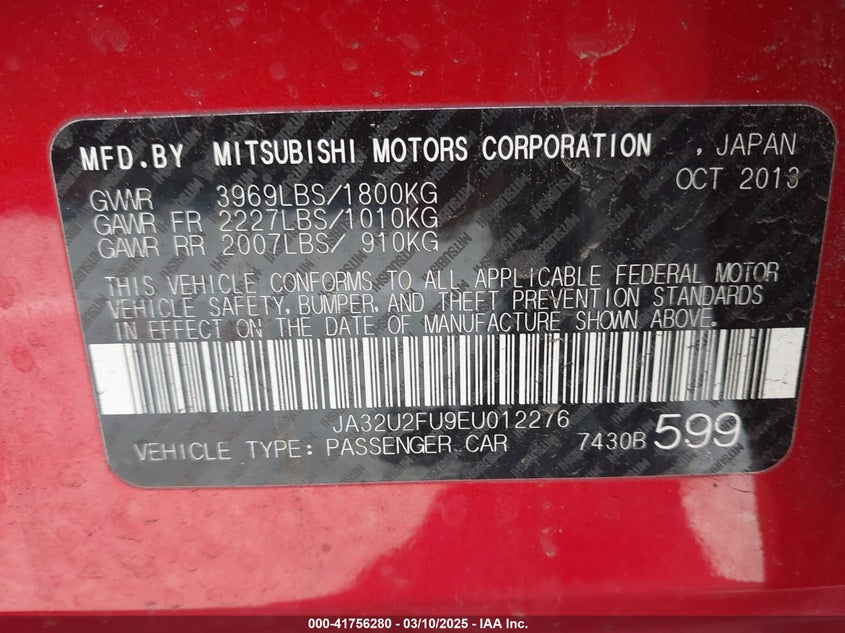 MFD.BY MITSUBISHI MOTORS CORPORATION , JAPAN
OCT 2013
GVWR 3969LBS/1800KG
GAWR FR 2227LBS/1010KG
GAWR RR 2007LBS/ 910KG
THIS VEHICLE CONFORMS TO ALL APPLICABLE FEDERAL MOTOR
VEHICLE SAFETY, BUMPER, AND THEFT PREVENTION STANDARDS
IN EFFECT ON THE DATE OF MANUFACTURE SHOWN ABOVE.
JA32U2FU9EU012276
VEHICLE TYPE: PASSENGER CAR 7430B 599
000-41756280 - 03/10/2025 - IAA Inc.